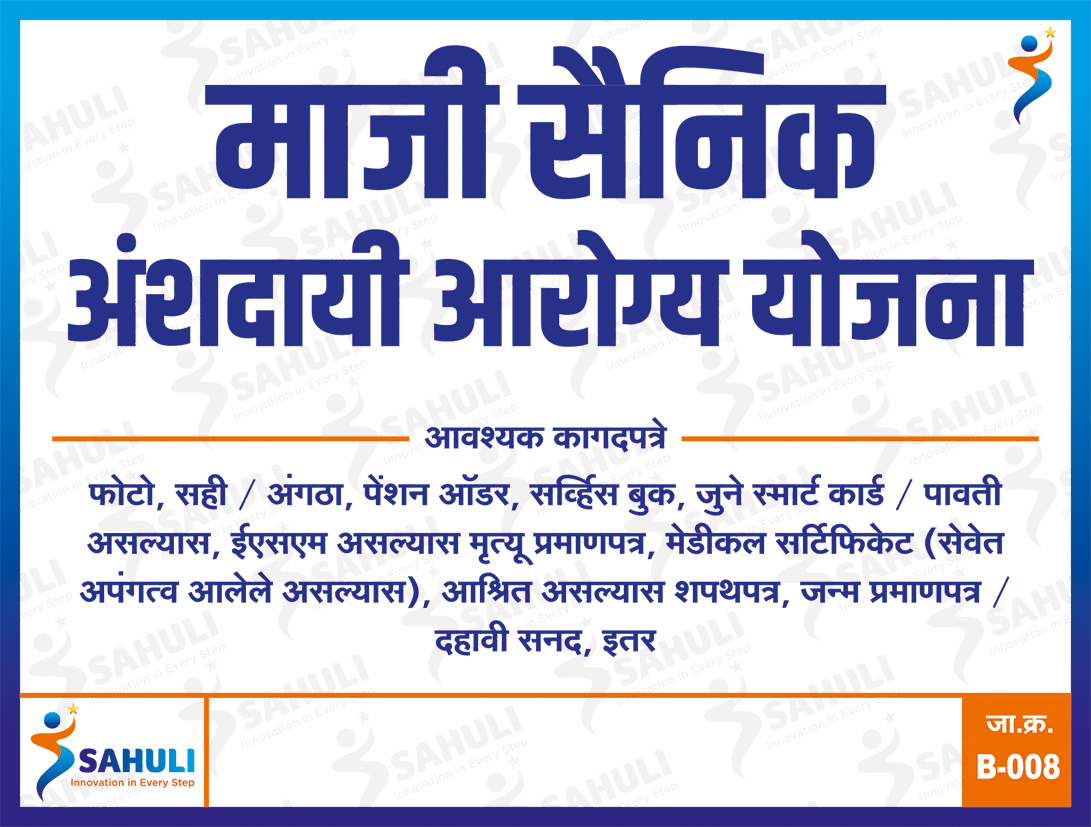 माजी सैनिक
अंशदायी आरोग्य योजना
आवश्यक कागदपत्रे
फोटो, सही / अंगठा, पेंशन ऑडर, सर्व्हिस बुक, जुने स्मार्ट कार्ड / पावती
असल्यास, ईएसएम असल्यास मृत्यू प्रमाणपत्र, मेडीकल सर्टिफिकेट (सेवेत
अपंगत्व आलेले असल्यास), आश्रित असल्यास शपथपत्र, जन्म प्रमाणपत्र /
दहावी सनद, इतर
SAHULI
Innovation in Every Step
जा.क्र.
B-008